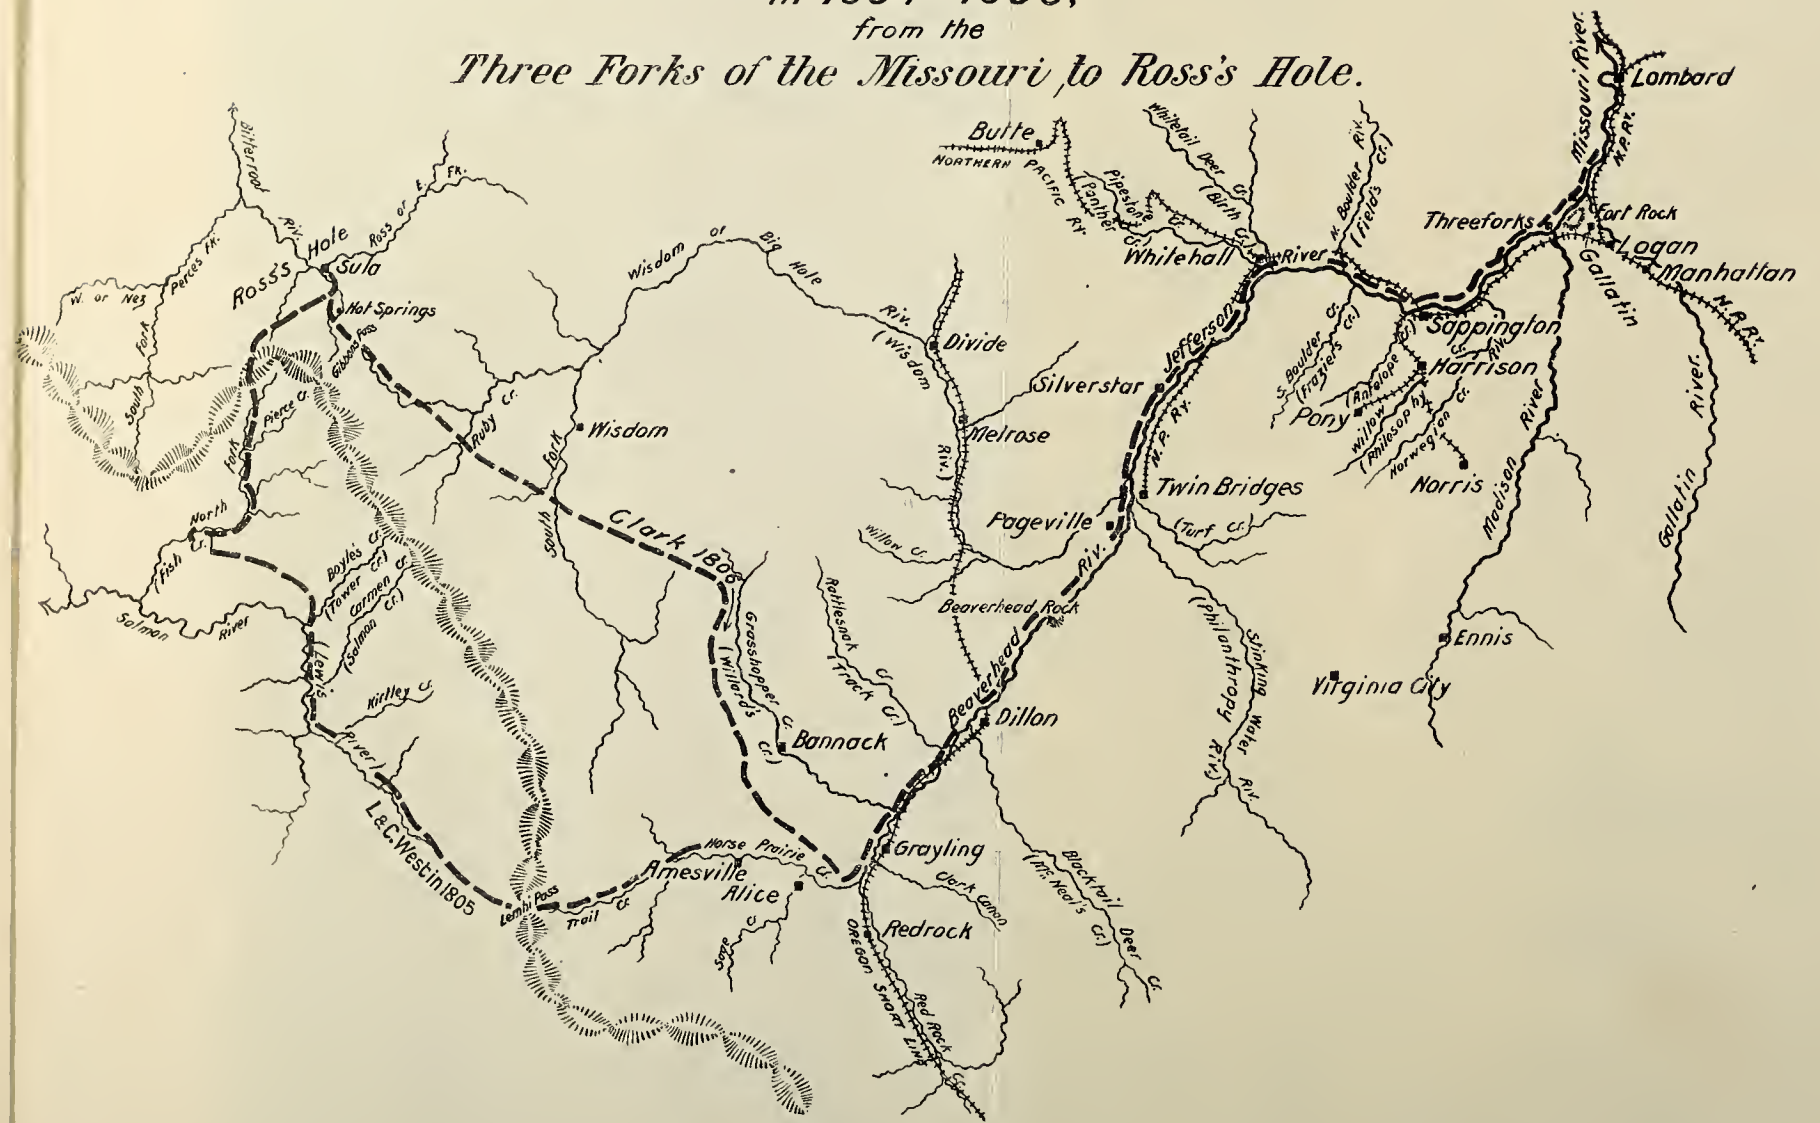 from the
Three Forks of the Missouri, to Ross's Hole.
Missouri River.
Lombard
N.P. RY.
Butte
NORTHERN PACIFIC RY.
Whitetail Deer Cr.
(Birth Cr.)
Pipestone Cr.
(Panther Cr.)
N. Boulder Riv.
(Field's Cr.)
Whitehall
River
Threeforks
Fort Rock
Logan
Manhattan
N.P. RY.
Gallatin
Gallatin River.
Bitterroot Riv.
E. FK.
Ross or
Ross's Hole
Sula
Hot Springs
Gibbons Pass
W. or Nez Perces FK.
South Fork
Wisdom or Big Hole Riv.
(Wisdom Riv.)
Divide
Silverstar
Melrose
Jefferson
N.P. RY.
Sappington
Harrison
S. Boulder Cr.
(Frazier's Cr.)
(Antelope Cr.)
Pony
Willow Cr.
(Philosophy Riv.)
Norwegian Cr.
Norris
Madison River
Ennis
Virginia City
Pierce Cr.
North Fork
(Fish Cr.)
Ruby Cr.
Wisdom
South Fork
Clark 1806
Pageville
Twin Bridges
(Turf Cr.)
Willow Cr.
Boyle's Cr.
(Tower Cr.)
Carmen Cr.
(Salmon Cr.)
Salmon River
(Lewis River)
Kirtley Cr.
Grasshopper Cr.
(Willard's Cr.)
Bannack
Rattlesnak Cr.
(Track Cr.)
Beaverhead Rock
Beaverhead Riv.
Dillon
Stinking Water Riv.
(Philanthropy Riv.)
L.&C. West in 1805
Lemhi Pass
Trail Cr.
Horse Prairie Cr.
Amesville
Alice
Grayling
Clark Canon
Sage Cr.
Redrock
OREGON SHORT LINE
Red Rock Cr.
Blacktail Deer Cr.
(McNeal's Cr.)